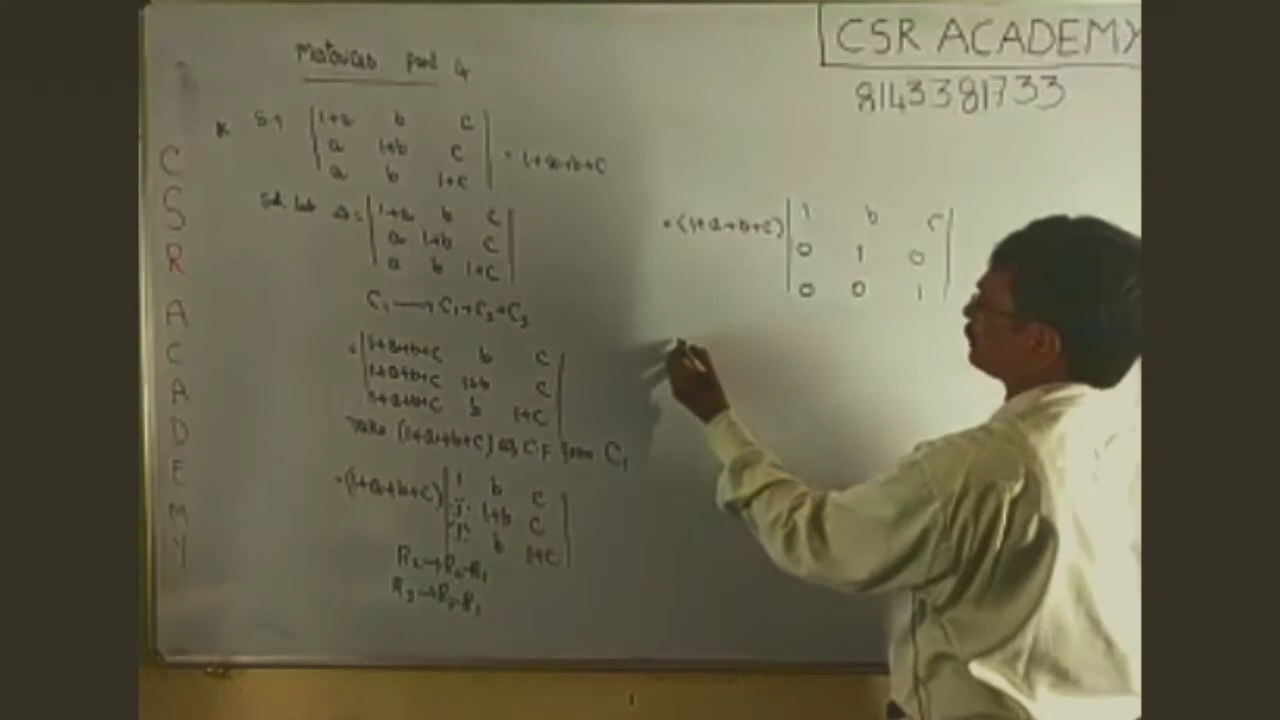 CSR ACADEMY
8143381733
C
S
R
A
C
A
D
E
M
Y
Matrices part 4
* S.T | 1+a b c |
| a 1+b c | = 1+a+b+c
| a b 1+c |
Sol: Let Δ = | 1+a b c |
| a 1+b c |
| a b 1+c |
C₁ → C₁+C₂+C₃
= | 1+a+b+c b c |
| 1+a+b+c 1+b c |
| 1+a+b+c b 1+c |
Take (1+a+b+c) as C.F from C₁
= (1+a+b+c) | 1 b c |
| 1 1+b c |
| 1 b 1+c |
R₂→R₂-R₁
R₃→R₃-R₁
= (1+a+b+c) | 1 b c |
| 0 1 0 |
| 0 0 1 |